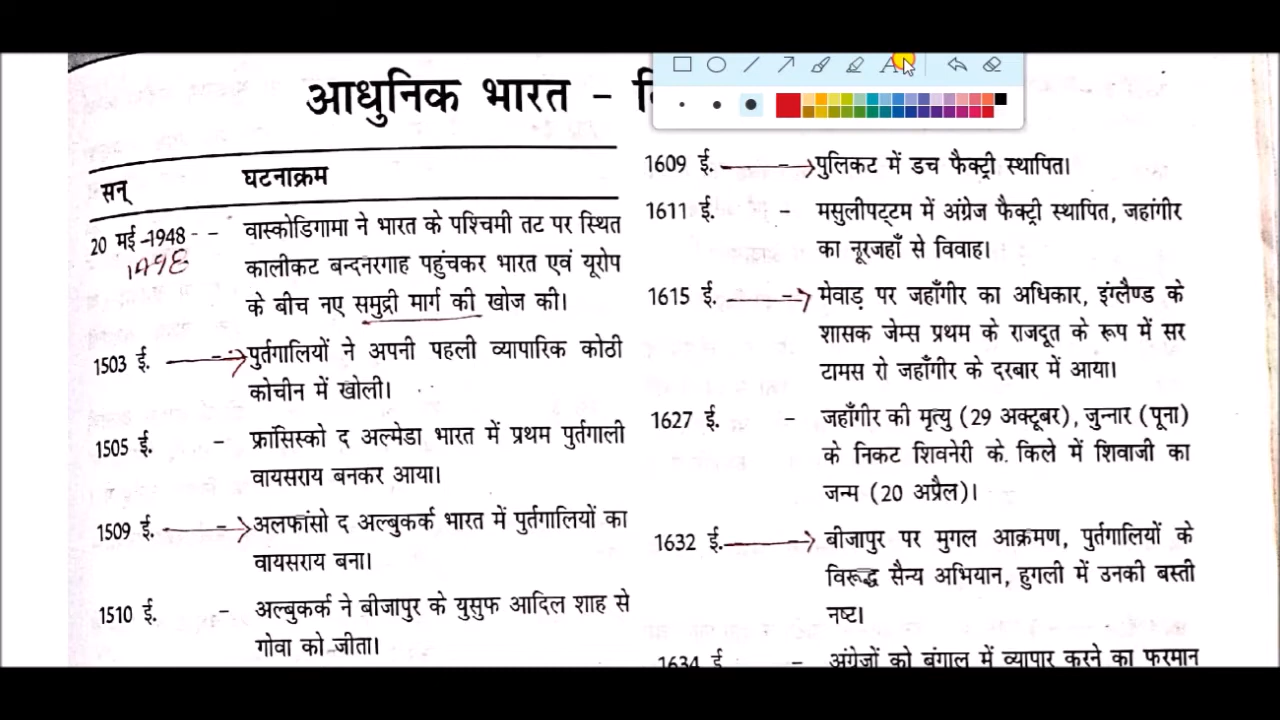 आधुनिक भारत -
सन् घटनाक्रम
20 मई -1948 - - वास्कोडिगामा ने भारत के पश्चिमी तट पर स्थित
1498
कालीकट बन्दनरगाह पहुंचकर भारत एवं यूरोप
के बीच नए समुद्री मार्ग की खोज की।
1503 ई. - पुर्तगालियों ने अपनी पहली व्यापारिक कोठी
कोचीन में खोली।
1505 ई. - फ्रांसिस्को द अल्मेडा भारत में प्रथम पुर्तगाली
वायसराय बनकर आया।
1509 ई. - अलफांसो द अल्बुकर्क भारत में पुर्तगालियों का
वायसराय बना।
1510 ई. - अल्बुकर्क ने बीजापुर के युसुफ आदिल शाह से
गोवा को जीता।
1609 ई. - पुलिकट में डच फैक्ट्री स्थापित।
1611 ई. - मसुलीपट्टम में अंग्रेज फैक्ट्री स्थापित, जहांगीर
का नूरजहाँ से विवाह।
1615 ई. - मेवाड़ पर जहाँगीर का अधिकार, इंग्लैण्ड के
शासक जेम्स प्रथम के राजदूत के रूप में सर
टामस रो जहाँगीर के दरबार में आया।
1627 ई. - जहाँगीर की मृत्यु (29 अक्टूबर), जुन्नार (पूना)
के निकट शिवनेरी के. किले में शिवाजी का
जन्म (20 अप्रैल)।
1632 ई. - बीजापुर पर मुगल आक्रमण, पुर्तगालियों के
विरूद्ध सैन्य अभियान, हुगली में उनकी बस्ती
नष्ट।
1634 ई - अंग्रेजों को बंगाल में व्यापार करने का फरमान